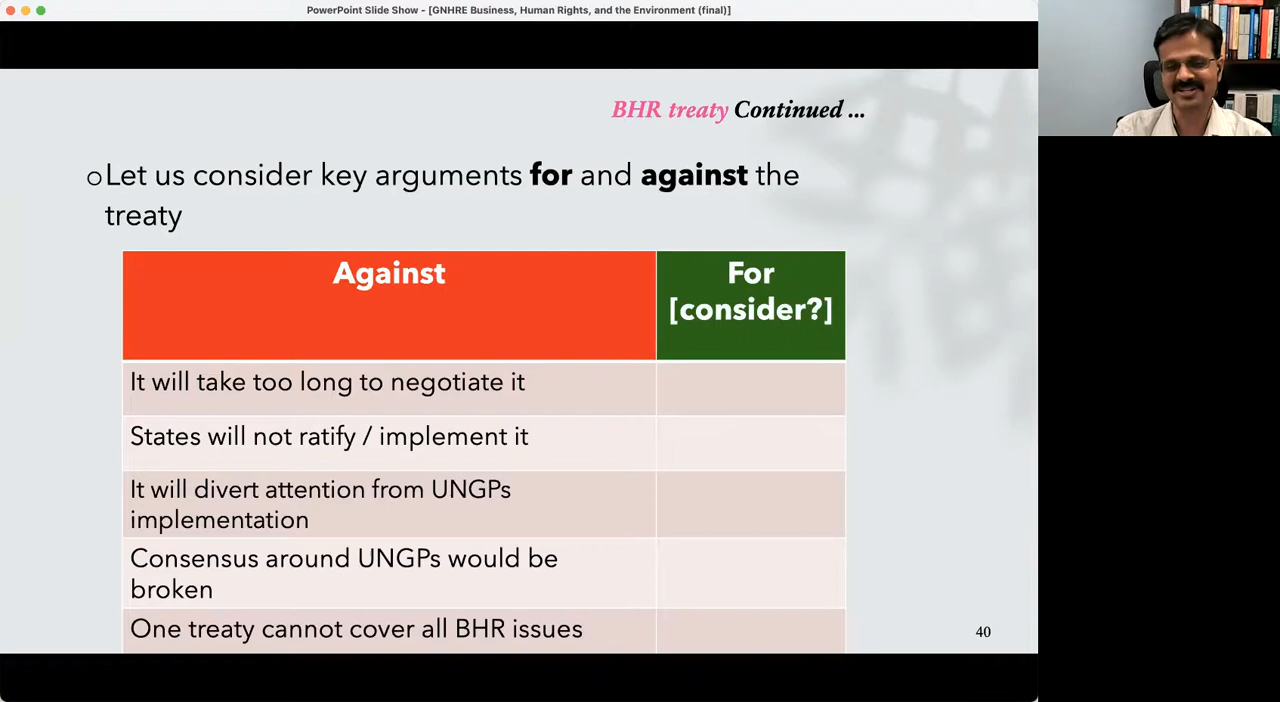 PowerPoint Slide Show - [GNHRE Business, Human Rights, and the Environment (final)]
BHR treaty Continued ...
oLet us consider key arguments for and against the
treaty
Against
For
[consider?]
It will take too long to negotiate it
States will not ratify / implement it
It will divert attention from UNGPs
implementation
Consensus around UNGPs would be
broken
One treaty cannot cover all BHR issues
40